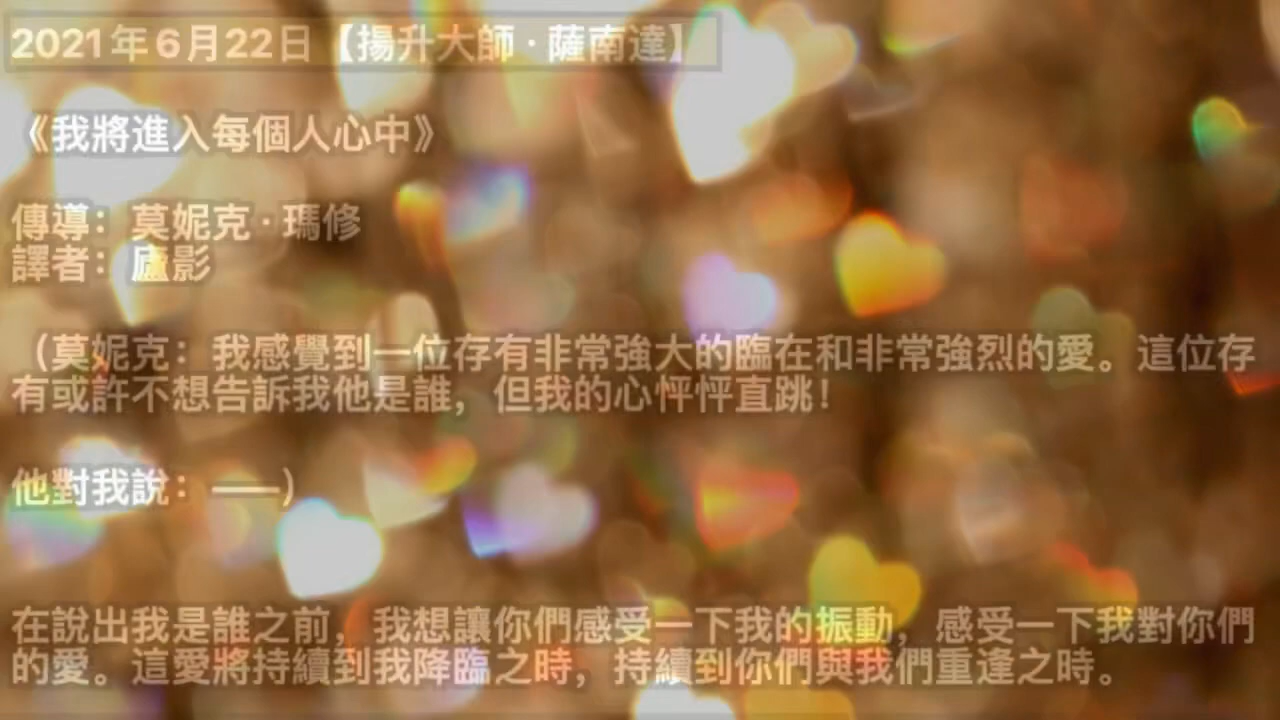 2021年6月22日【揚升大師·薩南達】
《我將進入每個人心中》
傳導：莫妮克·瑪修
譯者：廬影
（莫妮克：我感覺到一位存有非常強大的臨在和非常強烈的愛。這位存
有或許不想告訴我他是誰，但我的心怦怦直跳！
他對我說：——）
在說出我是誰之前，我想讓你們感受一下我的振動，感受一下我對你們
的愛。這愛將持續到我降臨之時，持續到你們與我們重逢之時。